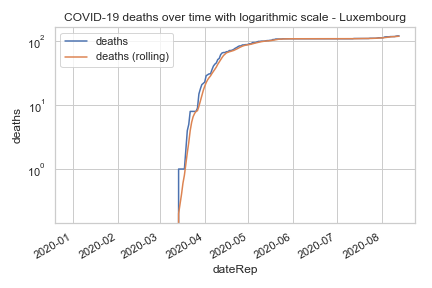 COVID-19 deaths over time with logarithmic scale - Luxembourg
deaths
deaths (rolling)
10²
10¹
10⁰
deaths
2020-01
2020-02
2020-03
2020-04
2020-05
2020-06
2020-07
2020-08
dateRep